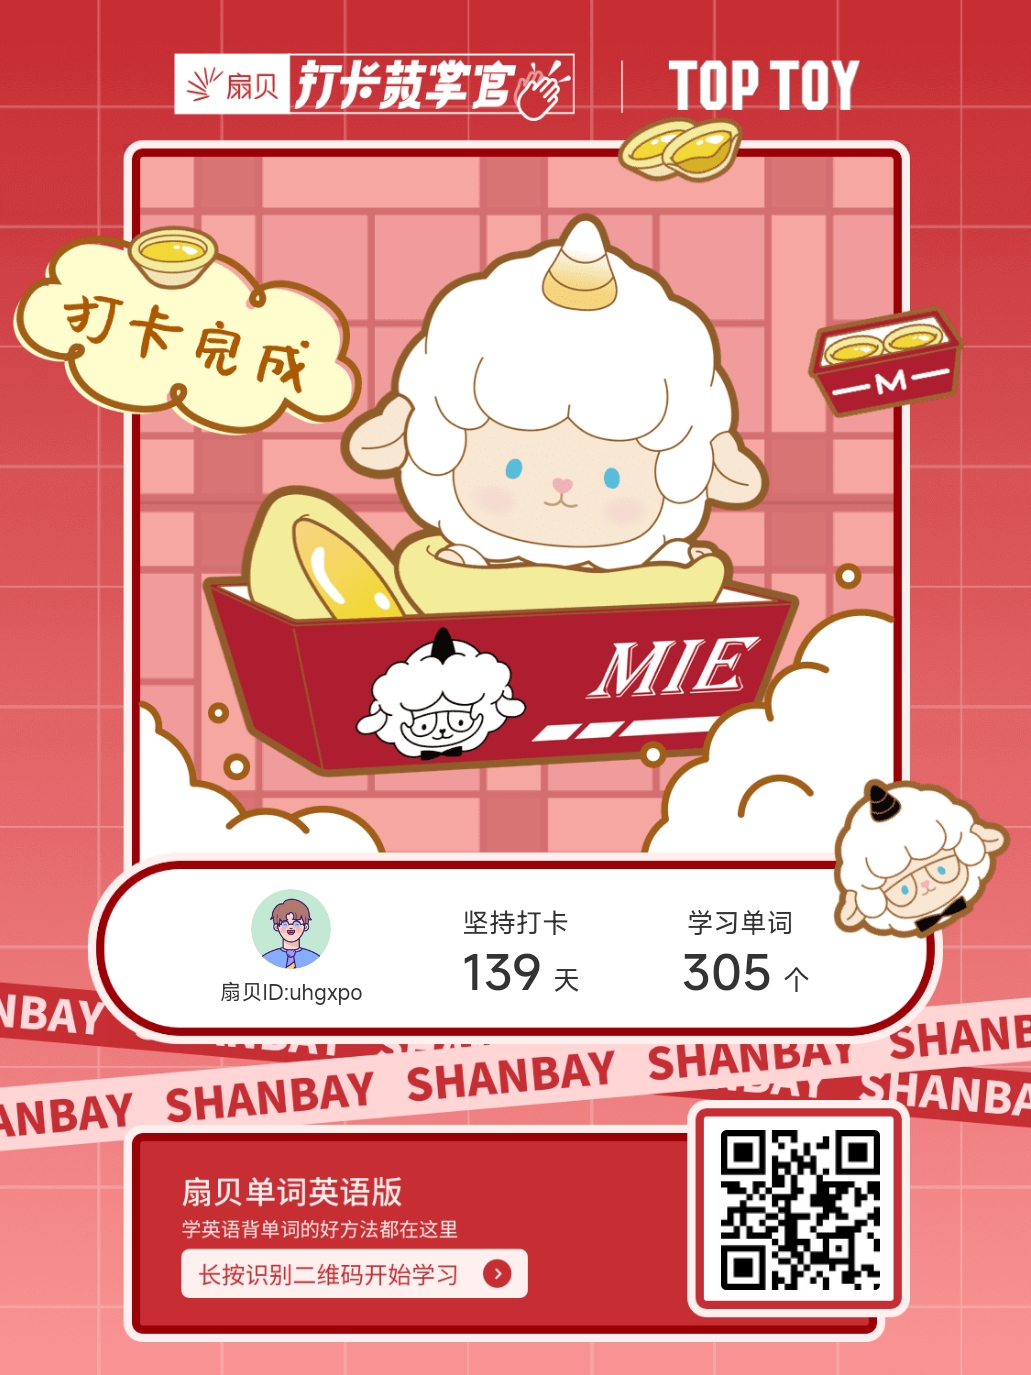 扇贝 打卡鼓掌官
TOP TOY
打卡完成
M
MIE
坚持打卡
139 天
学习单词
305 个
扇贝ID:uhgxpo
NBAY SHANBAY
SHANBAY
ANBAY SHANBAY SHANBAY SHANBAY SHANB
扇贝单词英语版
学英语背单词的好方法都在这里
长按识别二维码开始学习